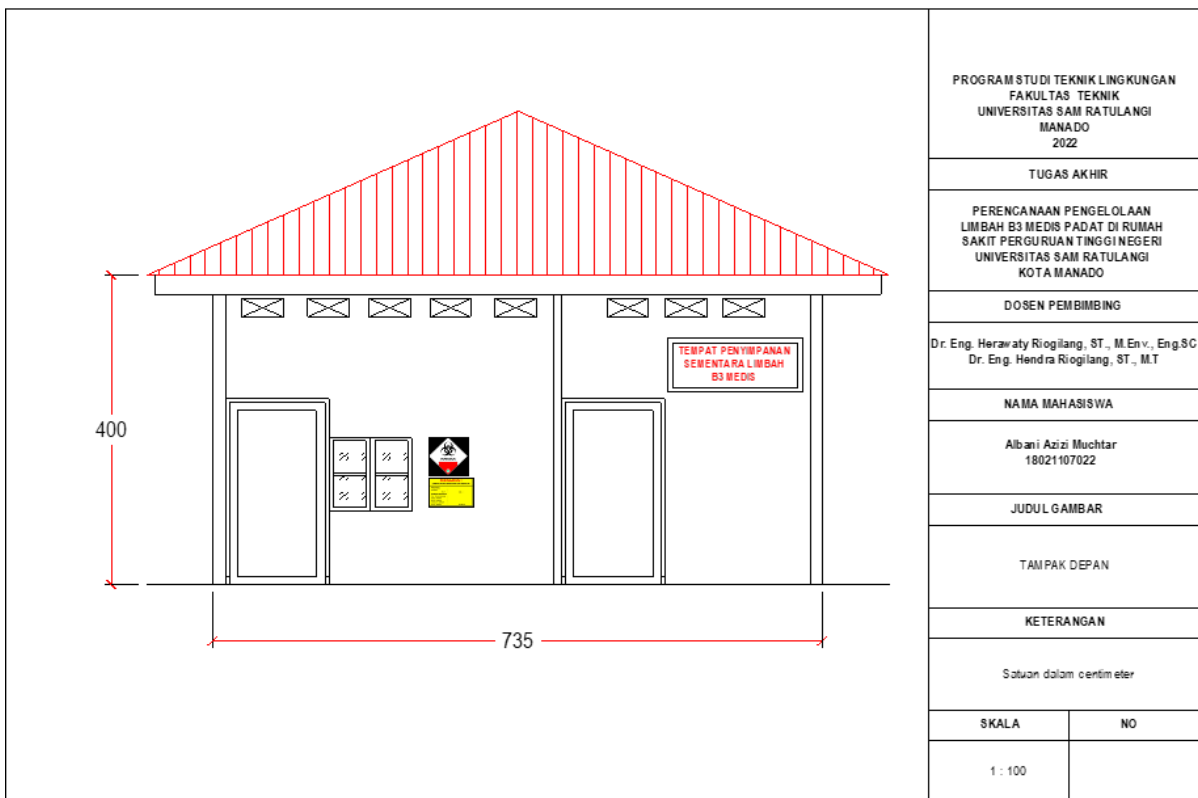 400
735
TEMPAT PENYIMPANAN
SEMENTARA LIMBAH
B3 MEDIS
PROGRAM STUDI TEKNIK LINGKUNGAN
FAKULTAS TEKNIK
UNIVERSITAS SAM RATULANGI
MANADO
2022
TUGAS AKHIR
PERENCANAAN PENGELOLAAN
LIMBAH B3 MEDIS PADAT DI RUMAH
SAKIT PERGURUAN TINGGI NEGERI
UNIVERSITAS SAM RATULANGI
KOTA MANADO
DOSEN PEMBIMBING
Dr. Eng. Herawaty Riogilang, ST., M.Env., Eng.SC
Dr. Eng. Hendra Riogilang, ST., M.T
NAMA MAHASISWA
Albani Azizi Muchtar
18021107022
JUDUL GAMBAR
TAMPAK DEPAN
KETERANGAN
Satuan dalam centimeter
SKALA
NO
1 : 100